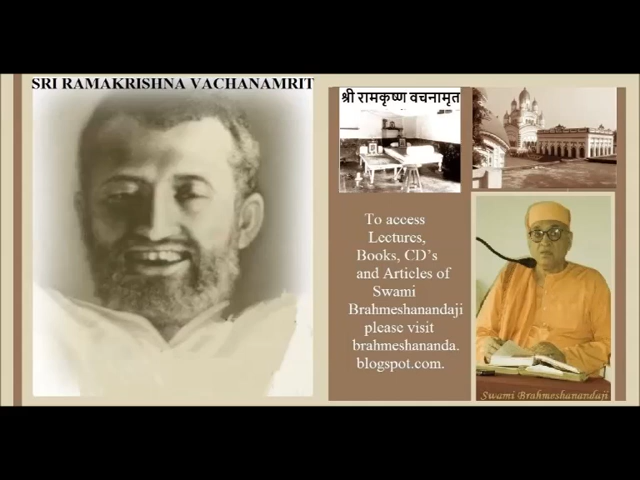 SRI RAMAKRISHNA VACHANAMRIT
श्री रामकृष्ण वचनामृत
To access
Lectures,
Books, CD's
and Articles of
Swami
Brahmeshanandaji
please visit
brahmeshananda.
blogspot.com.
Swami Brahmeshanandaji